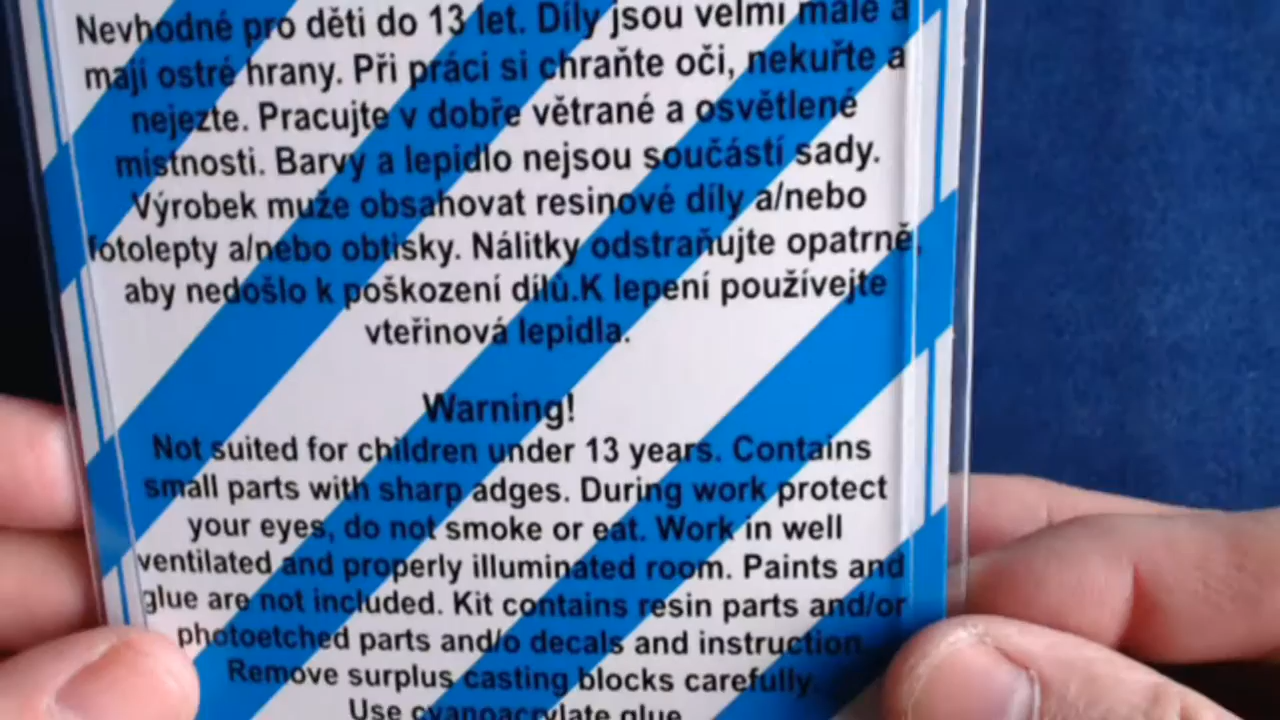 Nevhodné pro děti do 13 let. Díly jsou velmi malé a
mají ostré hrany. Při práci si chraňte oči, nekuřte a
nejezte. Pracujte v dobře větrané a osvětlené
místnosti. Barvy a lepidlo nejsou součástí sady.
Výrobek muže obsahovat resinové díly a/nebo
fotolepty a/nebo obtisky. Nálitky odstraňujte opatrně,
aby nedošlo k poškození dílů.K lepení používejte
vteřinová lepidla.
Warning!
Not suited for children under 13 years. Contains
small parts with sharp adges. During work protect
your eyes, do not smoke or eat. Work in well
ventilated and properly illuminated room. Paints and
glue are not included. Kit contains resin parts and/or
photoetched parts and/o decals and instruction
Remove surplus casting blocks carefully
Use cyanoacrylate glue